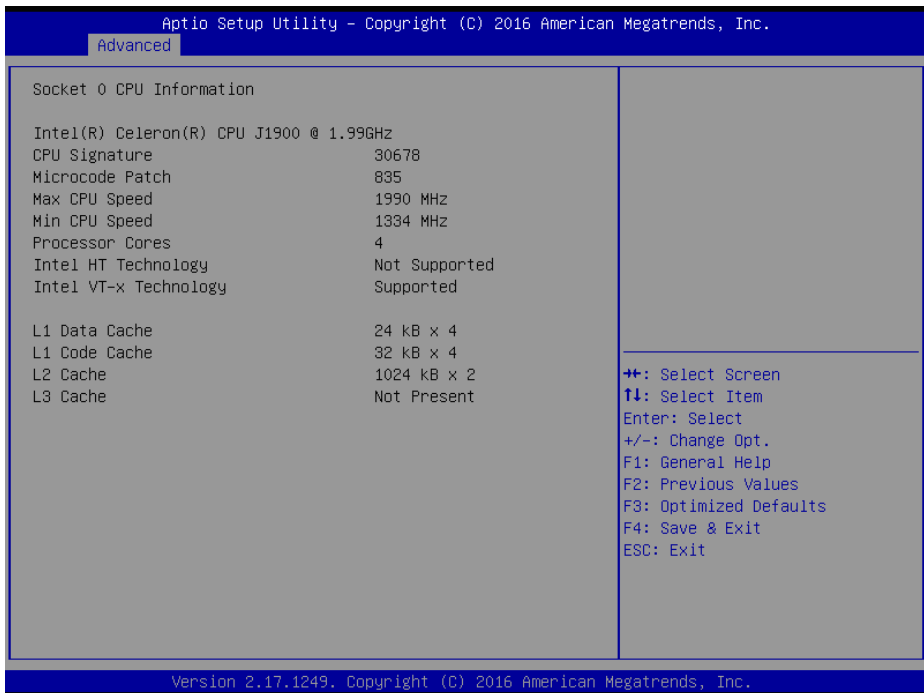 Aptio Setup Utility – Copyright (C) 2016 American Megatrends, Inc.
Advanced
Socket 0 CPU Information
Intel(R) Celeron(R) CPU J1900 @ 1.99GHz
CPU Signature 30678
Microcode Patch 835
Max CPU Speed 1990 MHz
Min CPU Speed 1334 MHz
Processor Cores 4
Intel HT Technology Not Supported
Intel VT-x Technology Supported
L1 Data Cache 24 kB x 4
L1 Code Cache 32 kB x 4
L2 Cache 1024 kB x 2
L3 Cache Not Present
→←: Select Screen
↑↓: Select Item
Enter: Select
+/-: Change Opt.
F1: General Help
F2: Previous Values
F3: Optimized Defaults
F4: Save & Exit
ESC: Exit
Version 2.17.1249. Copyright (C) 2016 American Megatrends, Inc.